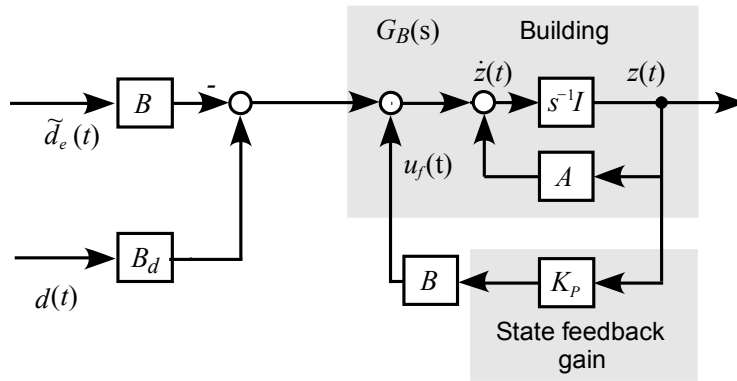 G_B(s) Building
ż(t) z(t)
B - s⁻¹I
d̃_e(t)
u_f(t) A
B_d
d(t) B K_P
State feedback
gain